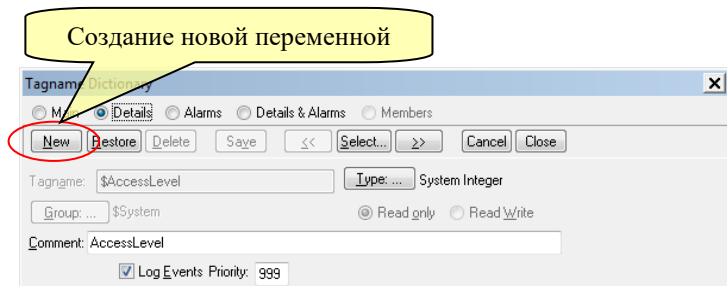 Создание новой переменной
Tagname Dictionary
Main Details Alarms Details & Alarms Members
New Restore Delete Save << Select... >> Cancel Close
Tagname: $AccessLevel Type: ... System Integer
Group: ... $System Read only Read Write
Comment: AccessLevel
Log Events Priority: 999